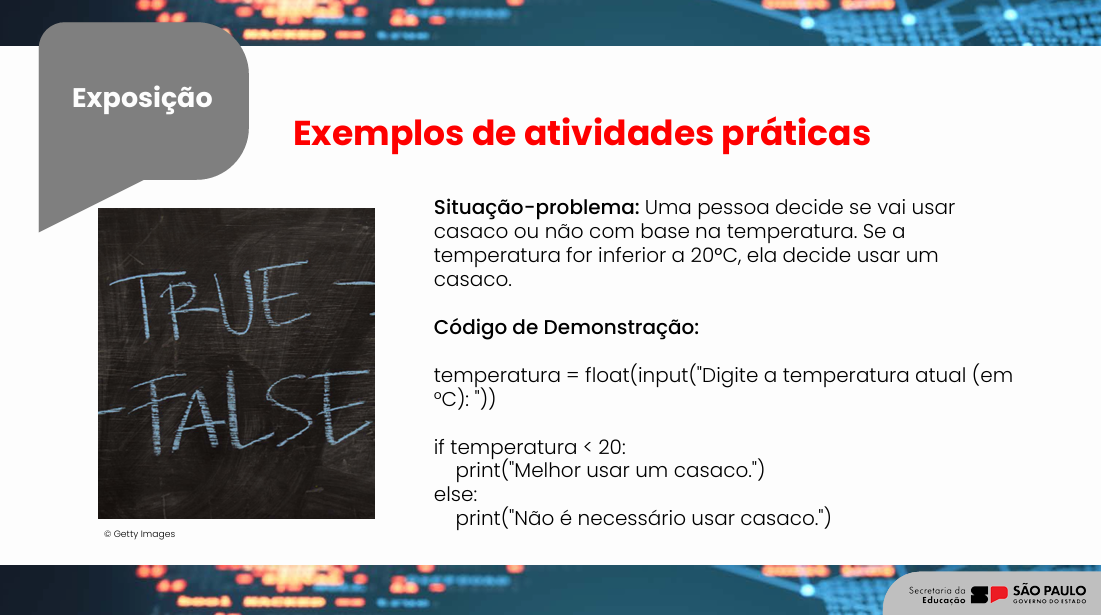 Exposição
Exemplos de atividades práticas
Situação-problema: Uma pessoa decide se vai usar
casaco ou não com base na temperatura. Se a
temperatura for inferior a 20°C, ela decide usar um
casaco.
Código de Demonstração:
temperatura = float(input("Digite a temperatura atual (em
ºC): "))
if temperatura < 20:
    print("Melhor usar um casaco.")
else:
    print("Não é necessário usar casaco.")
TRUE -
-FALSE
© Getty Images
Secretaria da
Educação
SÃO PAULO
GOVERNO DO ESTADO